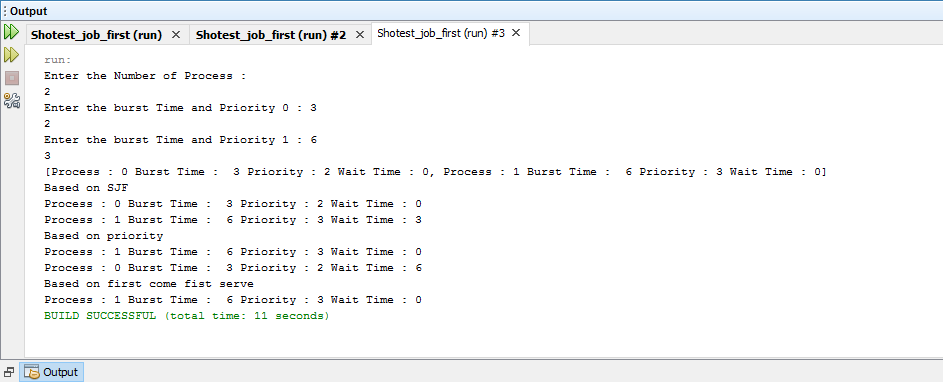 Output
Shotest_job_first (run) Shotest_job_first (run) #2 Shotest_job_first (run) #3
run:
Enter the Number of Process :
2
Enter the burst Time and Priority 0 : 3
2
Enter the burst Time and Priority 1 : 6
3
[Process : 0 Burst Time :  3 Priority : 2 Wait Time : 0, Process : 1 Burst Time :  6 Priority : 3 Wait Time : 0]
Based on SJF
Process : 0 Burst Time :  3 Priority : 2 Wait Time : 0
Process : 1 Burst Time :  6 Priority : 3 Wait Time : 3
Based on priority
Process : 1 Burst Time :  6 Priority : 3 Wait Time : 0
Process : 0 Burst Time :  3 Priority : 2 Wait Time : 6
Based on first come fist serve
Process : 1 Burst Time :  6 Priority : 3 Wait Time : 0
BUILD SUCCESSFUL (total time: 11 seconds)
Output